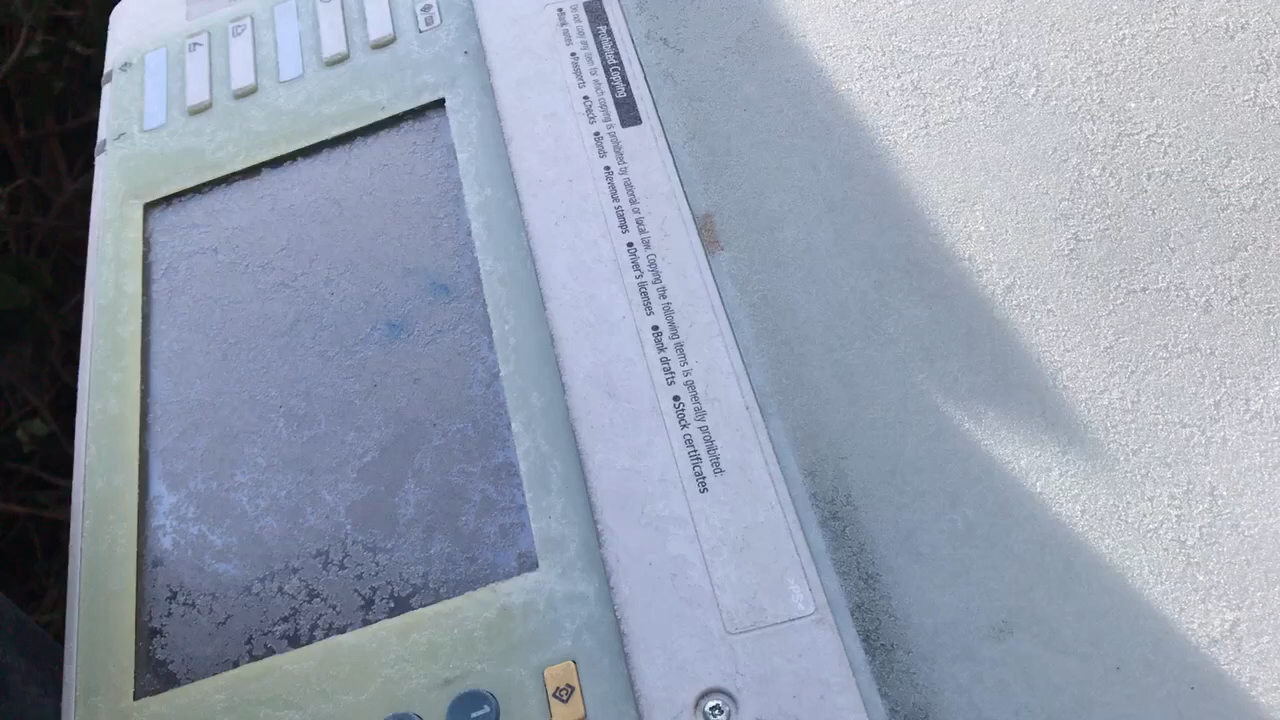 Prohibited Copying
Do not copy any item for which copying is prohibited by national or local law. Copying the following items is generally prohibited:
●Bank notes ●Passports ●Checks ●Bonds ●Revenue stamps ●Driver's licenses ●Bank drafts ●Stock certificates
1
C